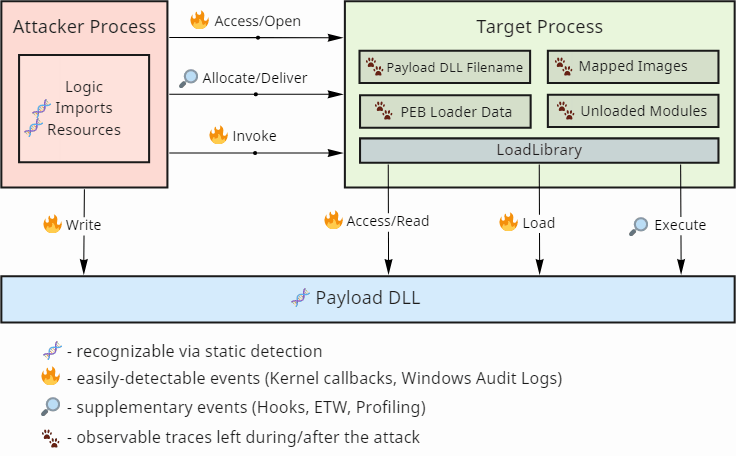 Attacker Process
Logic
Imports
Resources
Access/Open
Allocate/Deliver
Invoke
Target Process
Payload DLL Filename
Mapped Images
PEB Loader Data
Unloaded Modules
LoadLibrary
Write
Access/Read
Load
Execute
Payload DLL
- recognizable via static detection
- easily-detectable events (Kernel callbacks, Windows Audit Logs)
- supplementary events (Hooks, ETW, Profiling)
- observable traces left during/after the attack